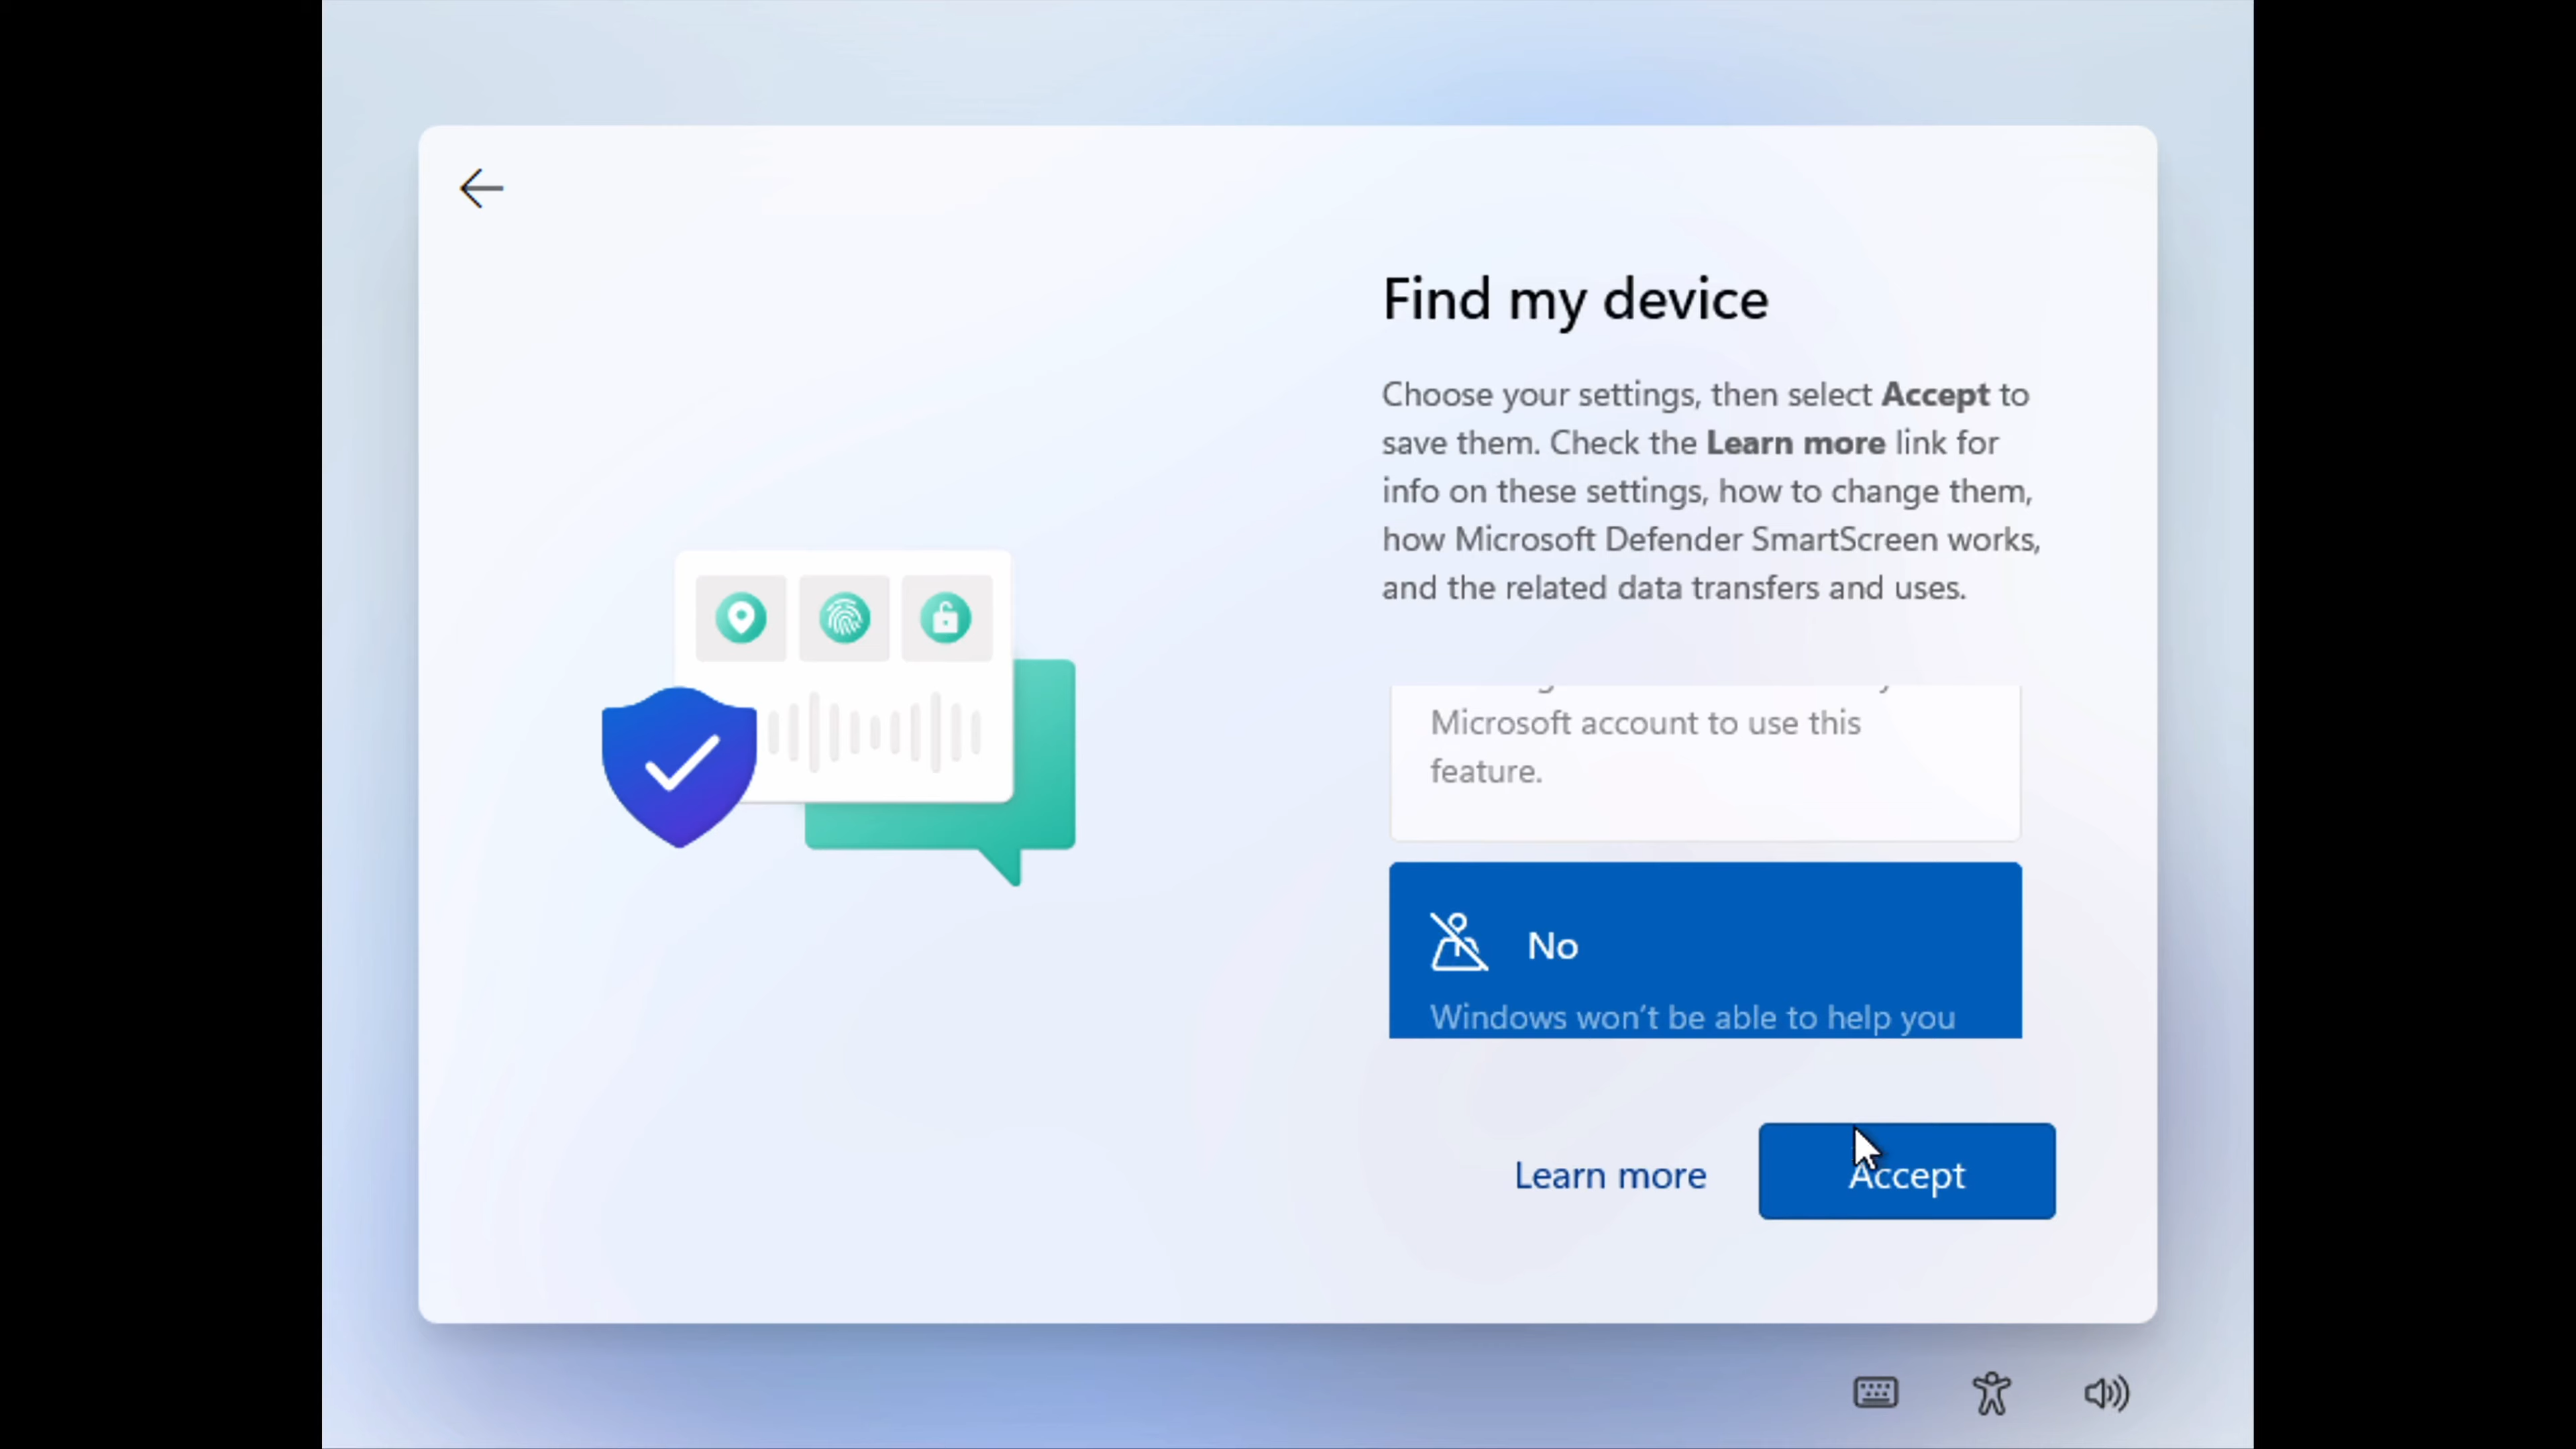 Find my device
Choose your settings, then select Accept to
save them. Check the Learn more link for
info on these settings, how to change them,
how Microsoft Defender SmartScreen works,
and the related data transfers and uses.
Microsoft account to use this
feature.
No
Windows won't be able to help you
Learn more
Accept